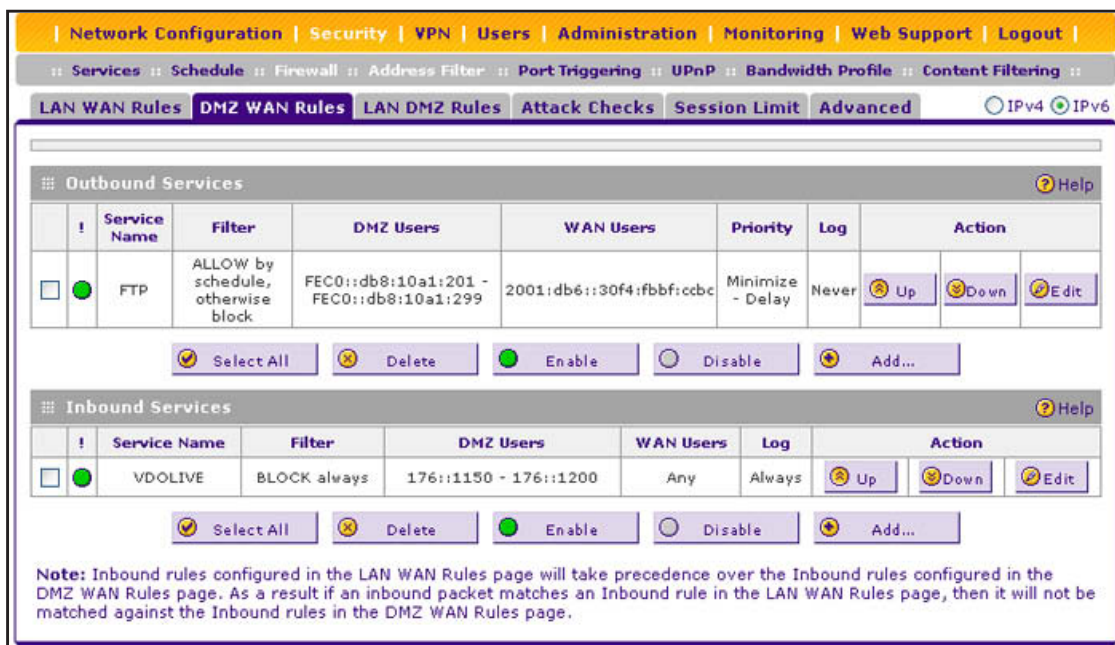 | Network Configuration | Security | VPN | Users | Administration | Monitoring | Web Support | Logout |
:: Services :: Schedule :: Firewall :: Address Filter :: Port Triggering :: UPnP :: Bandwidth Profile :: Content Filtering ::
LAN WAN Rules DMZ WAN Rules LAN DMZ Rules Attack Checks Session Limit Advanced IPv4 IPv6
Outbound Services Help
! Service Name Filter DMZ Users WAN Users Priority Log Action
FTP ALLOW by schedule, otherwise block FEC0::db8:10a1:201 - FEC0::db8:10a1:299 2001:db6::30f4:fbbf:ccbc Minimize - Delay Never Up Down Edit
Select All Delete Enable Disable Add...
Inbound Services Help
! Service Name Filter DMZ Users WAN Users Log Action
VDOLIVE BLOCK always 176::1150 - 176::1200 Any Always Up Down Edit
Select All Delete Enable Disable Add...
Note: Inbound rules configured in the LAN WAN Rules page will take precedence over the Inbound rules configured in the
DMZ WAN Rules page. As a result if an inbound packet matches an Inbound rule in the LAN WAN Rules page, then it will not be
matched against the Inbound rules in the DMZ WAN Rules page.